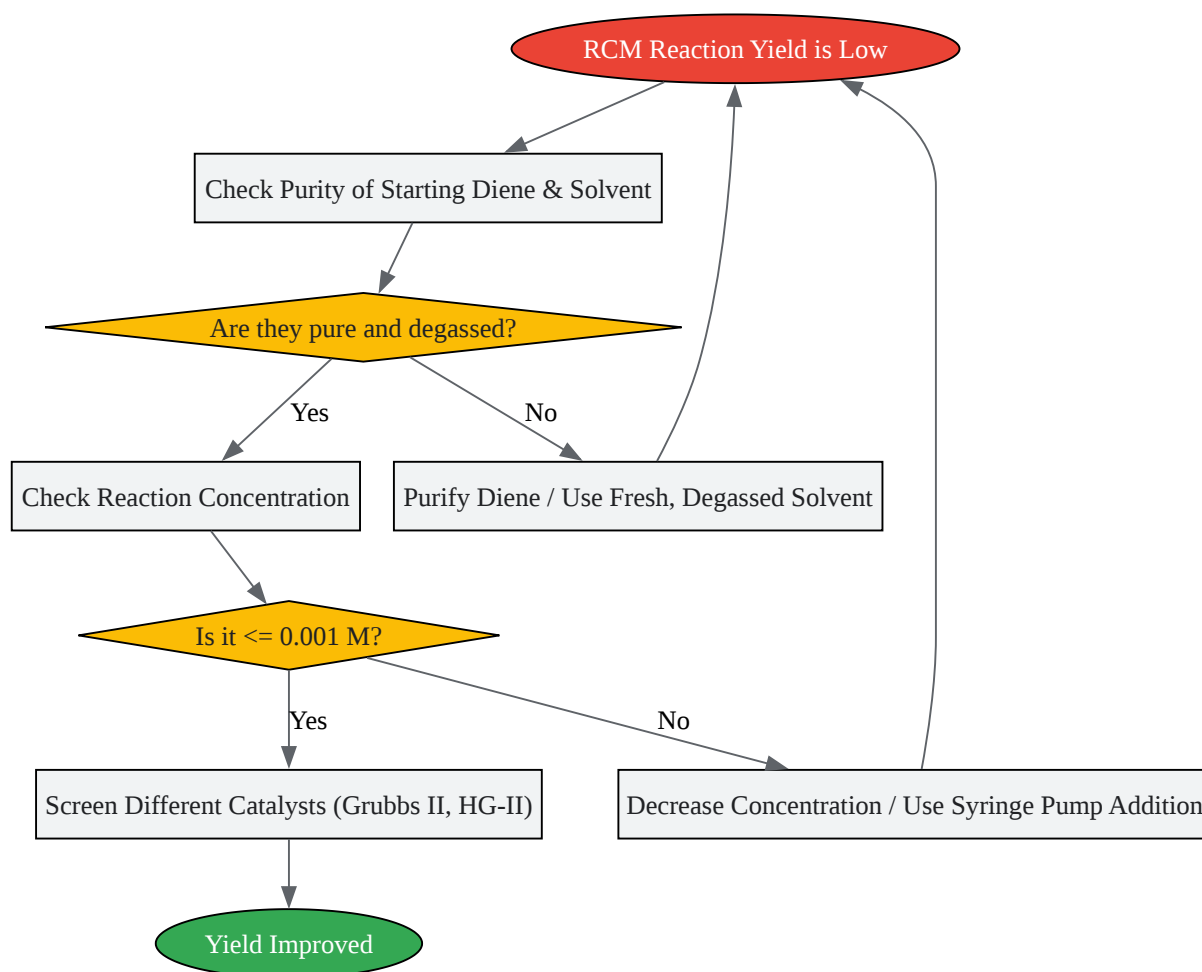 RCM Reaction Yield is Low
Check Purity of Starting Diene & Solvent
Are they pure and degassed?
Yes
No
Check Reaction Concentration
Purify Diene / Use Fresh, Degassed Solvent
Is it <= 0.001 M?
Yes
No
Screen Different Catalysts (Grubbs II, HG-II)
Decrease Concentration / Use Syringe Pump Addition
Yield Improved